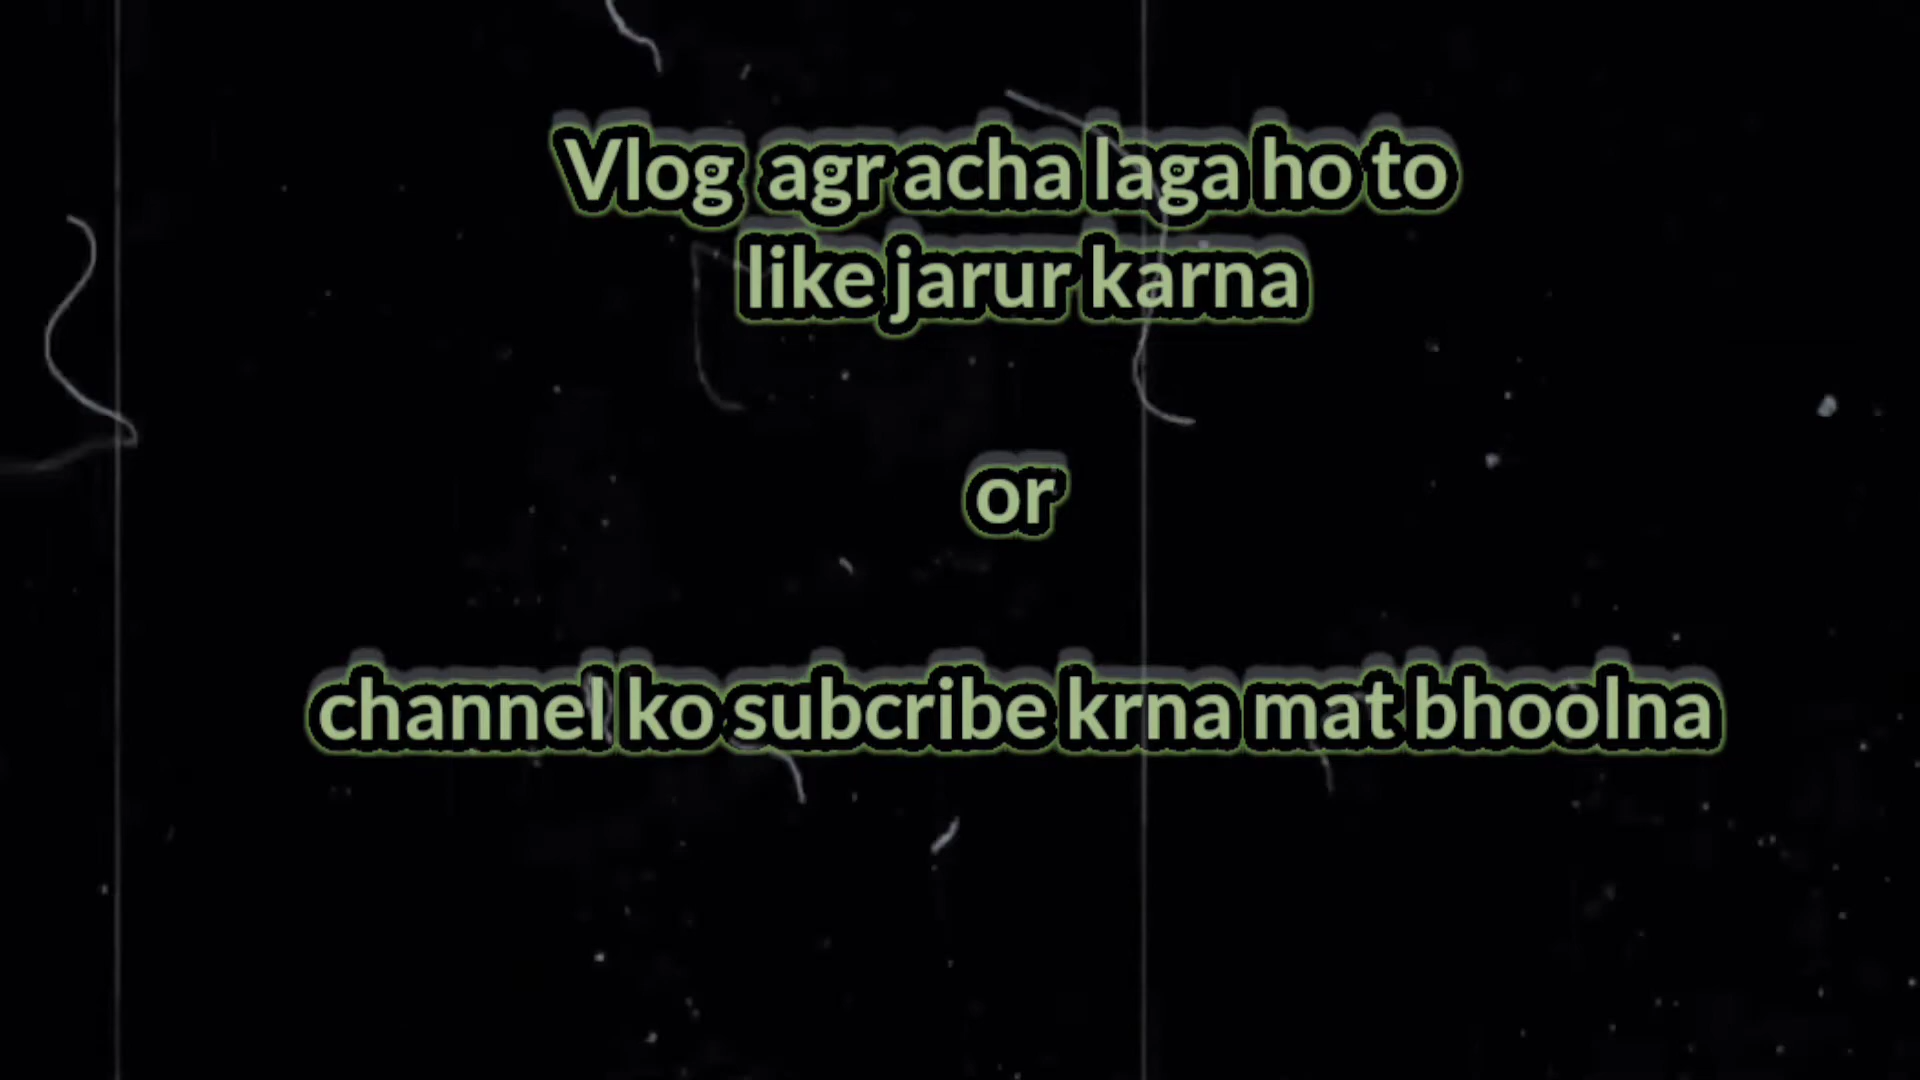 Vlog agr acha laga ho to
like jarur karna
or
channel ko subcribe krna mat bhoolna